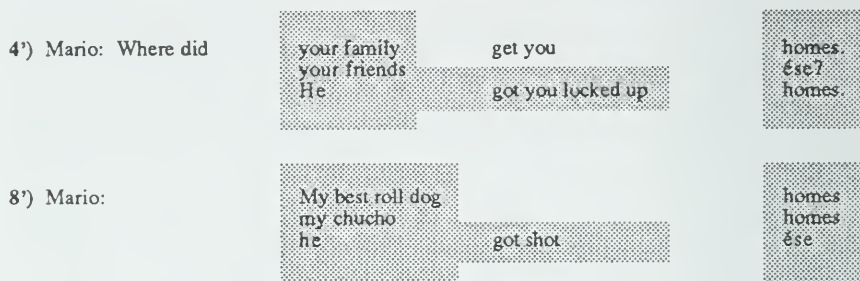 4’) Mario: Where did your family get you homes.
your friends ése?
He got you locked up homes.
8’) Mario: My best roll dog homes
my chucho homes
he got shot ése